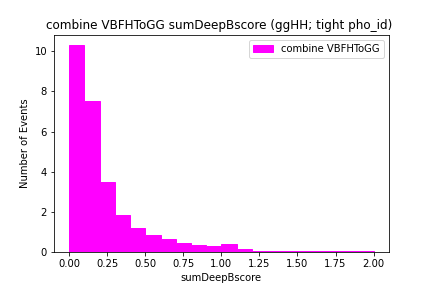 combine VBFHToGG sumDeepBscore (ggHH; tight pho_id)
combine VBFHToGG
Number of Events
10
8
6
4
2
0
0.00 0.25 0.50 0.75 1.00 1.25 1.50 1.75 2.00
sumDeepBscore